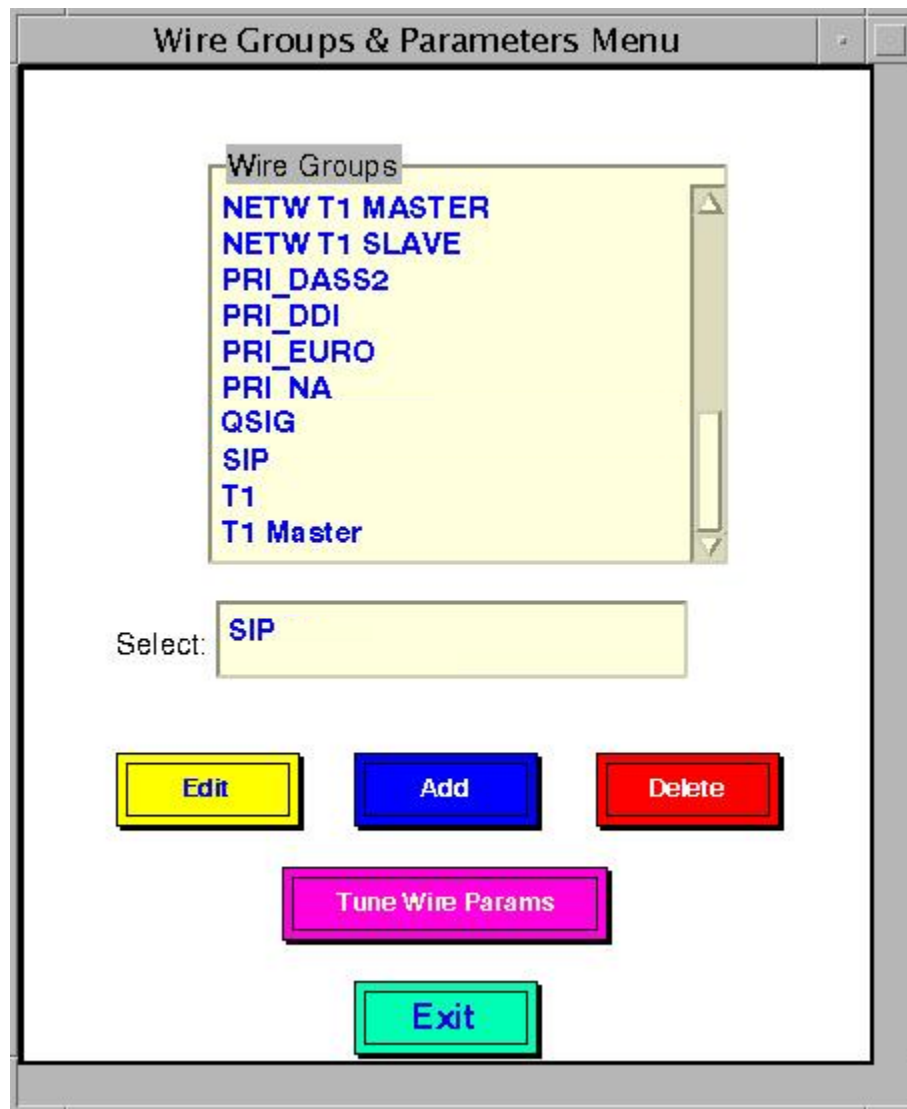 Wire Groups & Parameters Menu
Wire Groups
NETW T1 MASTER
NETW T1 SLAVE
PRI_DASS2
PRI_DDI
PRI_EURO
PRI_NA
QSIG
SIP
T1
T1 Master
Select: SIP
Edit Add Delete
Tune Wire Params
Exit